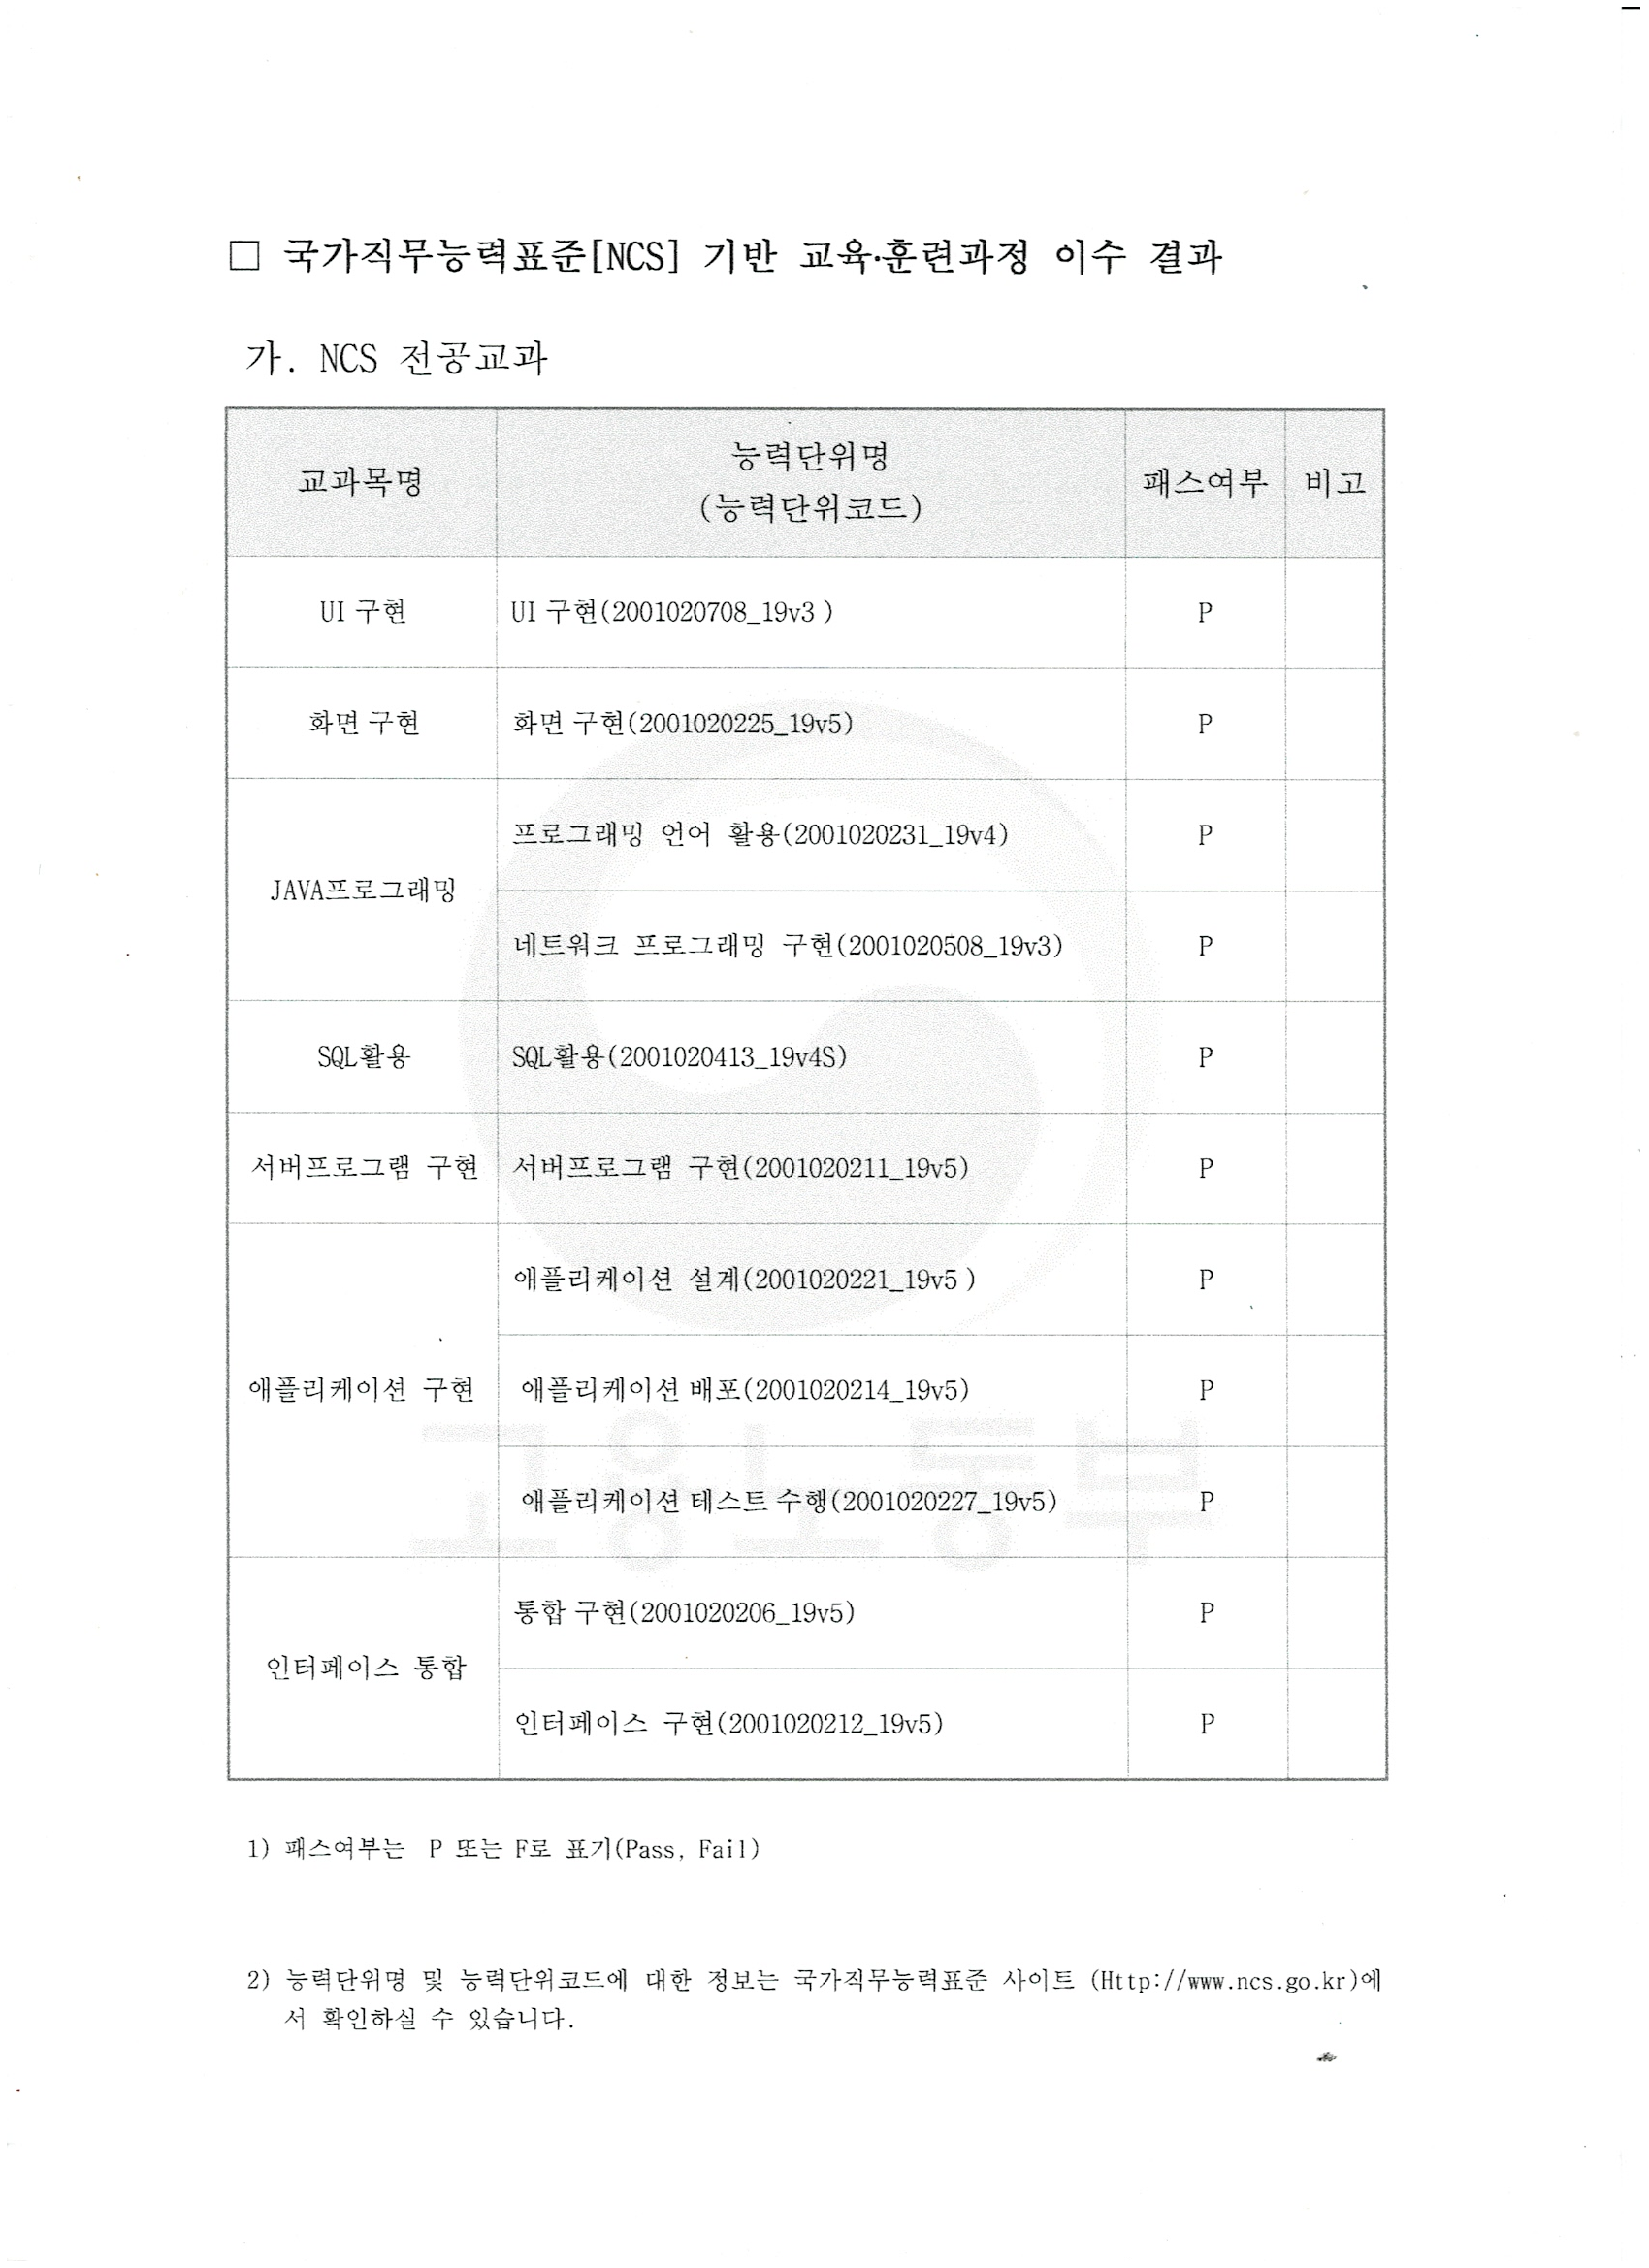 □ 국가직무능력표준[NCS] 기반 교육·훈련과정 이수 결과
가. NCS 전공교과
교과목명 능력단위명 (능력단위코드) 패스여부 비고
UI 구현 UI 구현(2001020708_19v3 ) P
화면 구현 화면 구현(2001020225_19v5) P
JAVA프로그래밍 프로그래밍 언어 활용(2001020231_19v4) P
네트워크 프로그래밍 구현(2001020508_19v3) P
SQL활용 SQL활용(2001020413_19v4S) P
서버프로그램 구현 서버프로그램 구현(2001020211_19v5) P
애플리케이션 구현 애플리케이션 설계(2001020221_19v5 ) P
애플리케이션 배포(2001020214_19v5) P
애플리케이션 테스트 수행(2001020227_19v5) P
인터페이스 통합 통합 구현(2001020206_19v5) P
인터페이스 구현(2001020212_19v5) P
고용노동부
1) 패스여부는 P 또는 F로 표기(Pass, Fail)
2) 능력단위명 및 능력단위코드에 대한 정보는 국가직무능력표준 사이트 (Http://www.ncs.go.kr)에
서 확인하실 수 있습니다.